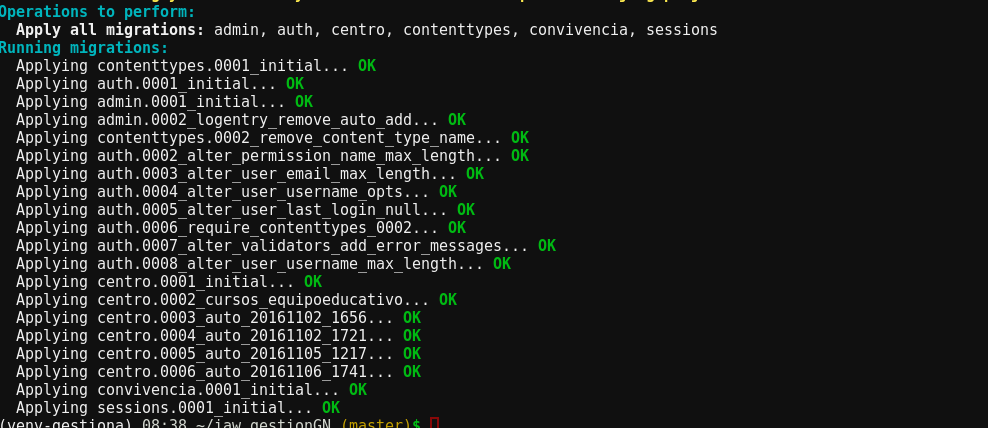 Operations to perform:
  Apply all migrations: admin, auth, centro, contenttypes, convivencia, sessions
Running migrations:
  Applying contenttypes.0001_initial... OK
  Applying auth.0001_initial... OK
  Applying admin.0001_initial... OK
  Applying admin.0002_logentry_remove_auto_add... OK
  Applying contenttypes.0002_remove_content_type_name... OK
  Applying auth.0002_alter_permission_name_max_length... OK
  Applying auth.0003_alter_user_email_max_length... OK
  Applying auth.0004_alter_user_username_opts... OK
  Applying auth.0005_alter_user_last_login_null... OK
  Applying auth.0006_require_contenttypes_0002... OK
  Applying auth.0007_alter_validators_add_error_messages... OK
  Applying auth.0008_alter_user_username_max_length... OK
  Applying centro.0001_initial... OK
  Applying centro.0002_cursos_equipoeducativo... OK
  Applying centro.0003_auto_20161102_1656... OK
  Applying centro.0004_auto_20161102_1721... OK
  Applying centro.0005_auto_20161105_1217... OK
  Applying centro.0006_auto_20161106_1741... OK
  Applying convivencia.0001_initial... OK
  Applying sessions.0001_initial... OK
(venv-gestiona) 08:38 ~/iaw_gestionGN (master)$